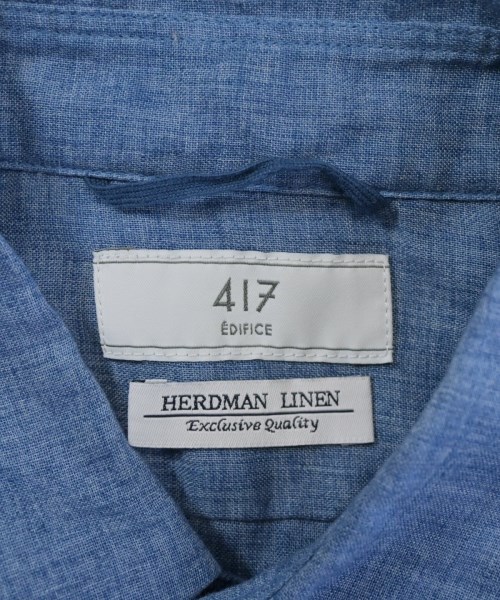 417
ÉDIFICE
HERDMAN LINEN
Exclusive Quality